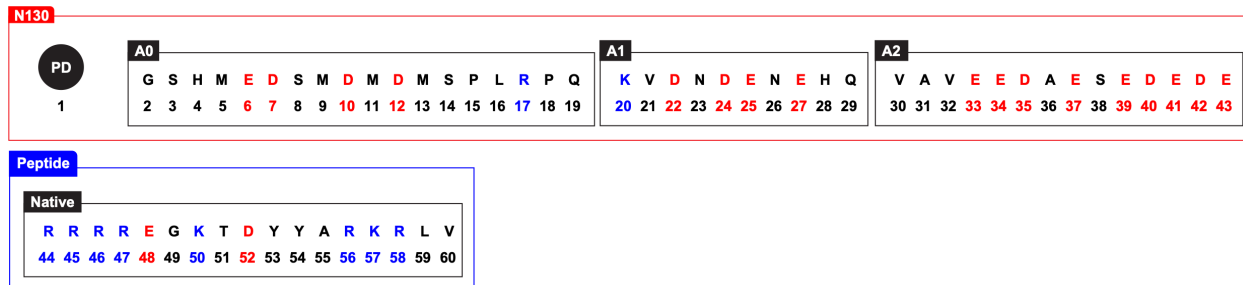 N130
PD
1
A0
G S H M E D S M D M D M S P L R P Q
2 3 4 5 6 7 8 9 10 11 12 13 14 15 16 17 18 19
A1
K V D N D E N E H Q
20 21 22 23 24 25 26 27 28 29
A2
V A V E E D A E S E D E D E
30 31 32 33 34 35 36 37 38 39 40 41 42 43
Peptide
Native
R R R R E G K T D Y Y A R K R L V
44 45 46 47 48 49 50 51 52 53 54 55 56 57 58 59 60